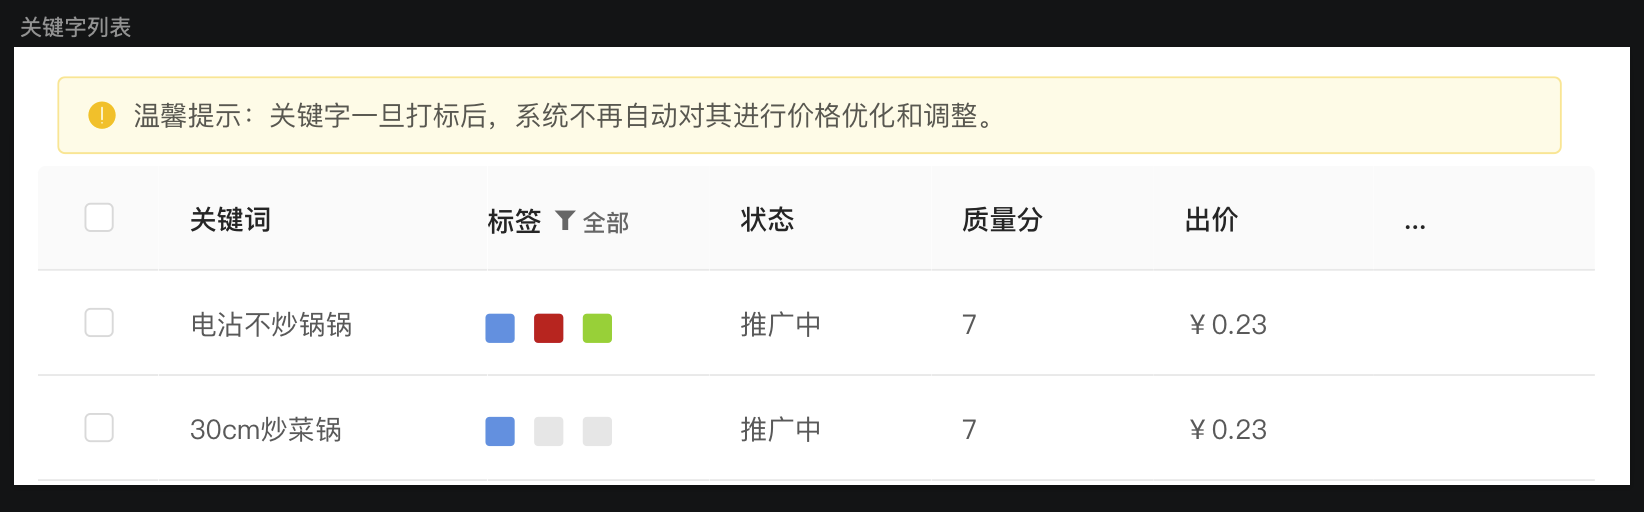 关键字列表
温馨提示：关键字一旦打标后，系统不再自动对其进行价格优化和调整。
关键词 标签 全部 状态 质量分 出价 ...
电沾不炒锅锅 推广中 7 ￥0.23
30cm炒菜锅 推广中 7 ￥0.23